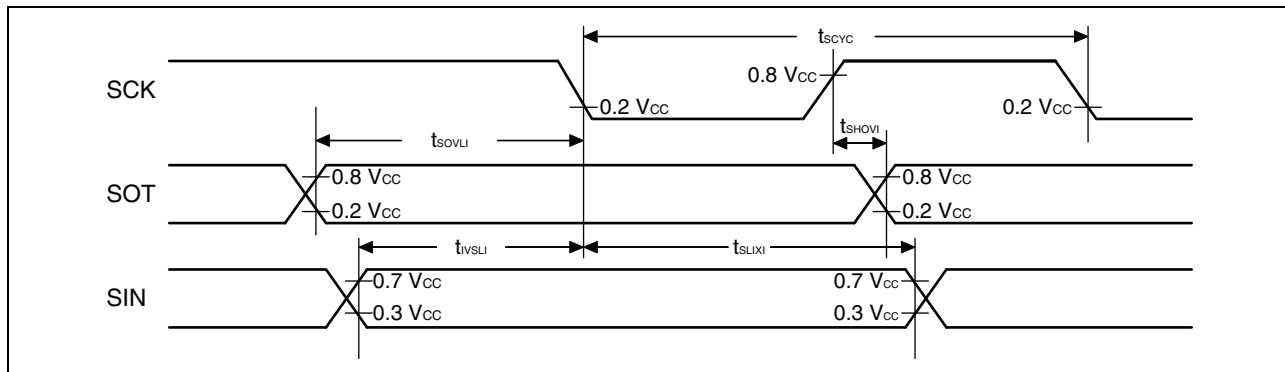 tSCYC
SCK
0.8 VCC
0.2 VCC
0.2 VCC
tSOVLI
tSHOVI
SOT
0.8 VCC
0.2 VCC
0.8 VCC
0.2 VCC
tIVSLI
tSLIXI
SIN
0.7 VCC
0.3 VCC
0.7 VCC
0.3 VCC